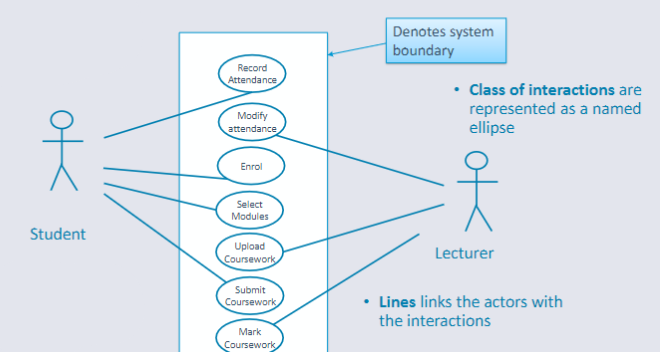 Denotes system
boundary
Record
Attendance
• Class of interactions are
represented as a named
ellipse
Modify
attendance
Enrol
Select
Modules
Student
Upload
Coursework
Lecturer
Submit
Coursework
• Lines links the actors with
the interactions
Mark
Coursework